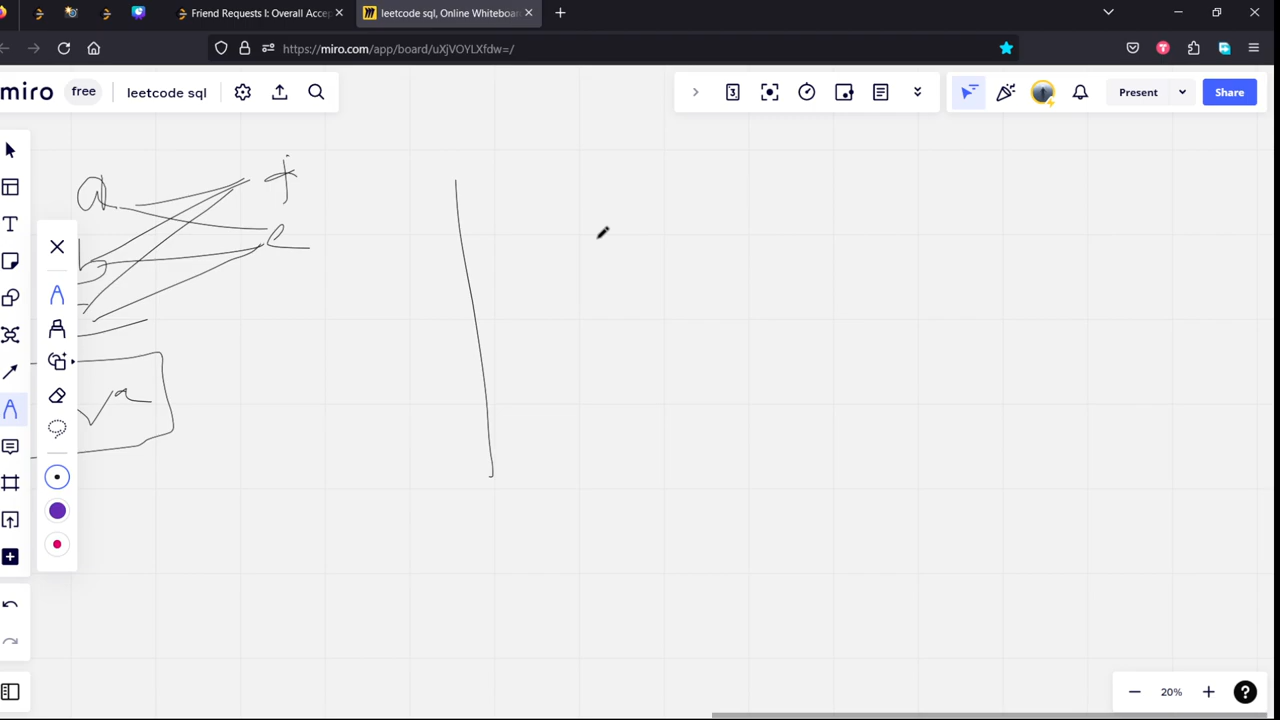 Friend Requests I: Overall Acce
leetcode sql, Online Whiteboar
https://miro.com/app/board/uXjVOYLXfdw=/
miro free leetcode sql
3
Present
Share
a
b
e
20%